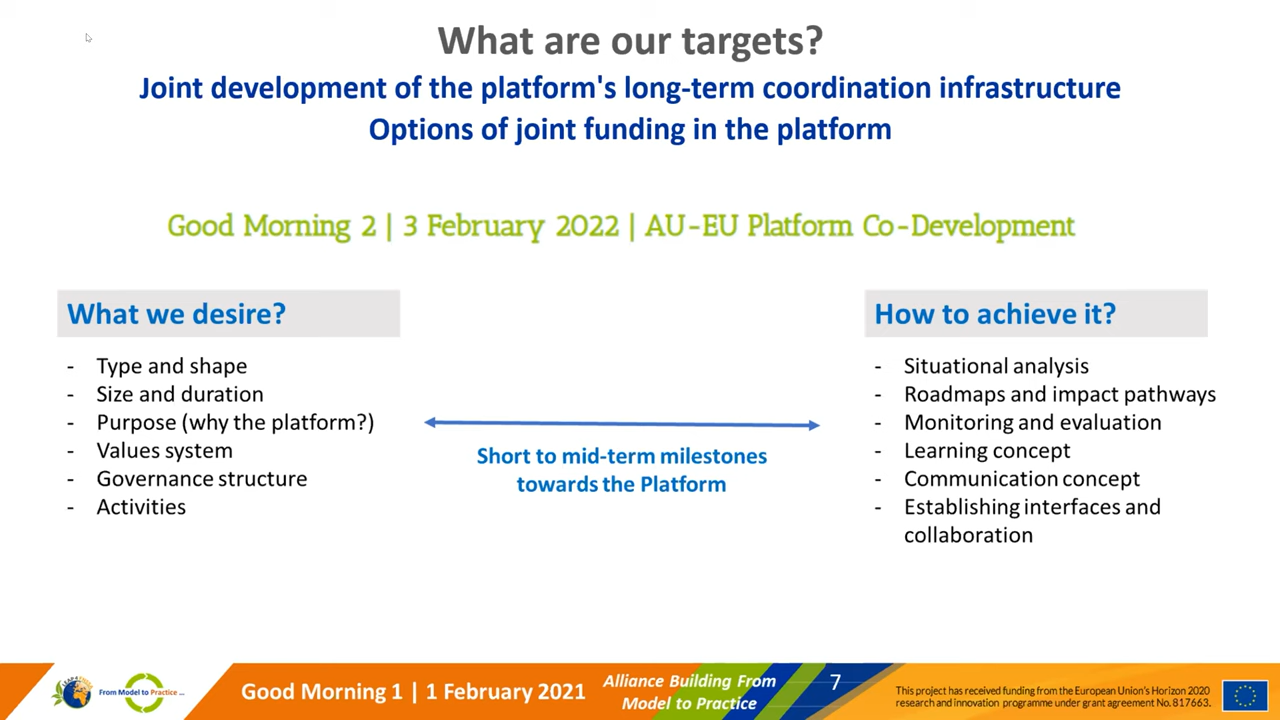 What are our targets?
Joint development of the platform's long-term coordination infrastructure
Options of joint funding in the platform
Good Morning 2 | 3 February 2022 | AU-EU Platform Co-Development
What we desire?
- Type and shape
- Size and duration
- Purpose (why the platform?)
- Values system
- Governance structure
- Activities
Short to mid-term milestones
towards the Platform
How to achieve it?
- Situational analysis
- Roadmaps and impact pathways
- Monitoring and evaluation
- Learning concept
- Communication concept
- Establishing interfaces and
collaboration
From Model to Practice ...
Good Morning 1 | 1 February 2021
Alliance Building From
Model to Practice
7
This project has received funding from the European Union's Horizon 2020
research and innovation programme under grant agreement No. 817663.